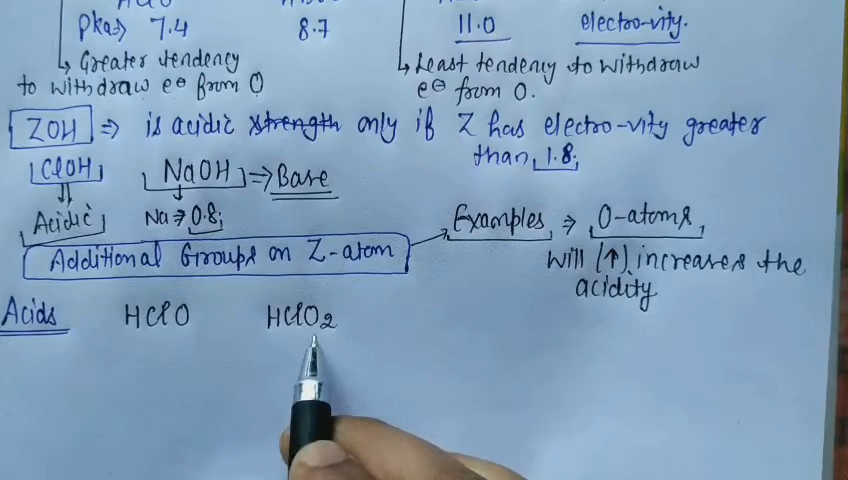 pka⇒ 7.4 8.7 11.0 electro-vity.
↳ Greater tendency to withdraw e⊖ from O
↳ Least tendency to withdraw e⊖ from O.
ZOH ⇒ is acidic strength only if Z has electro-vity greater than 1.8;
ClOH NaOH ⇒ Base
Acidic Na⇒ 0.8;
Additional Groups on Z-atom → Examples ⇒ O-atoms,
will (↑) increases the acidity
Acids HClO HClO2